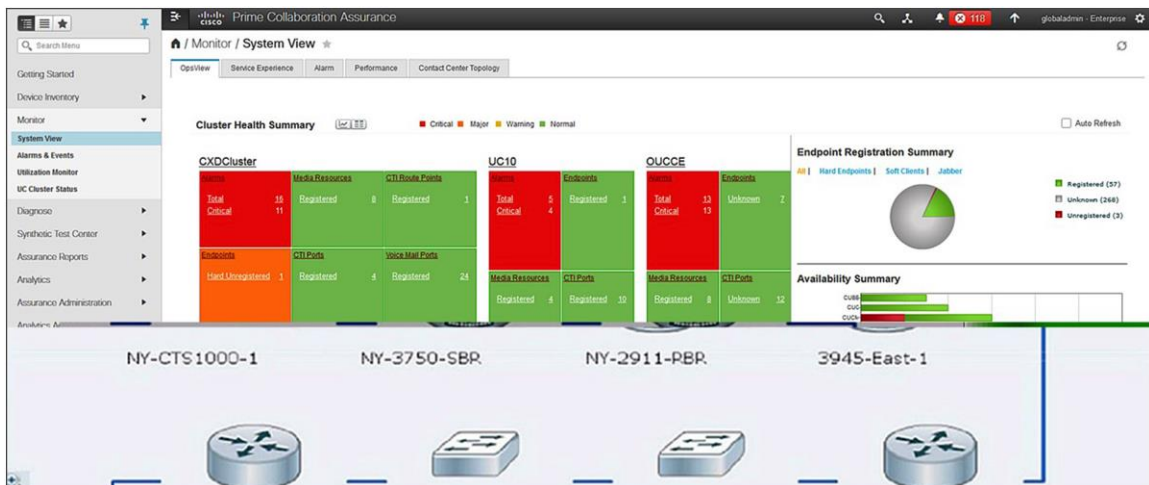 cisco Prime Collaboration Assurance
118
globaladmin - Enterprise
Search Menu
Getting Started
Device Inventory
Monitor
System View
Alarms & Events
Utilization Monitor
UC Cluster Status
Diagnose
Synthetic Test Center
Assurance Reports
Analytics
Assurance Administration
/ Monitor / System View
OpsView Service Experience Alarm Performance Contact Center Topology
Cluster Health Summary
Critical Major Warning Normal
Auto Refresh
CXDCluster
Alarms
Total 16
Critical 11
Media Resources
Registered 8
CTI Route Points
Registered 1
Endpoints
Hard Unregistered 1
CTI Ports
Registered 4
Voice Mail Ports
Registered 24
UC10
Alarms
Total 5
Critical 4
Endpoints
Registered 1
Media Resources
Registered 4
CTI Ports
Registered 10
OUCCE
Alarms
Total 13
Critical 13
Endpoints
Unknown 7
Media Resources
Registered 8
CTI Ports
Unknown 12
Endpoint Registration Summary
All | Hard Endpoints | Soft Clients | Jabber
Registered (57)
Unknown (268)
Unregistered (3)
Availability Summary
NY-CTS1000-1 NY-3750-SBR NY-2911-RBR 3945-East-1